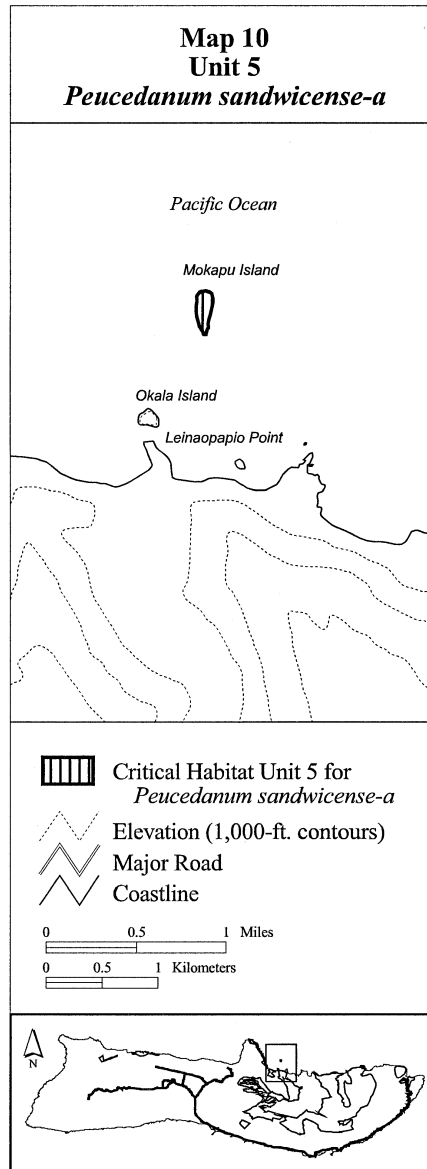 Map 10
Unit 5
Peucedanum sandwicense-a
Pacific Ocean
Mokapu Island
Okala Island
Leinaopapio Point
Critical Habitat Unit 5 for
Peucedanum sandwicense-a
Elevation (1,000-ft. contours)
Major Road
Coastline
0 0.5 1 Miles
0 0.5 1 Kilometers
N